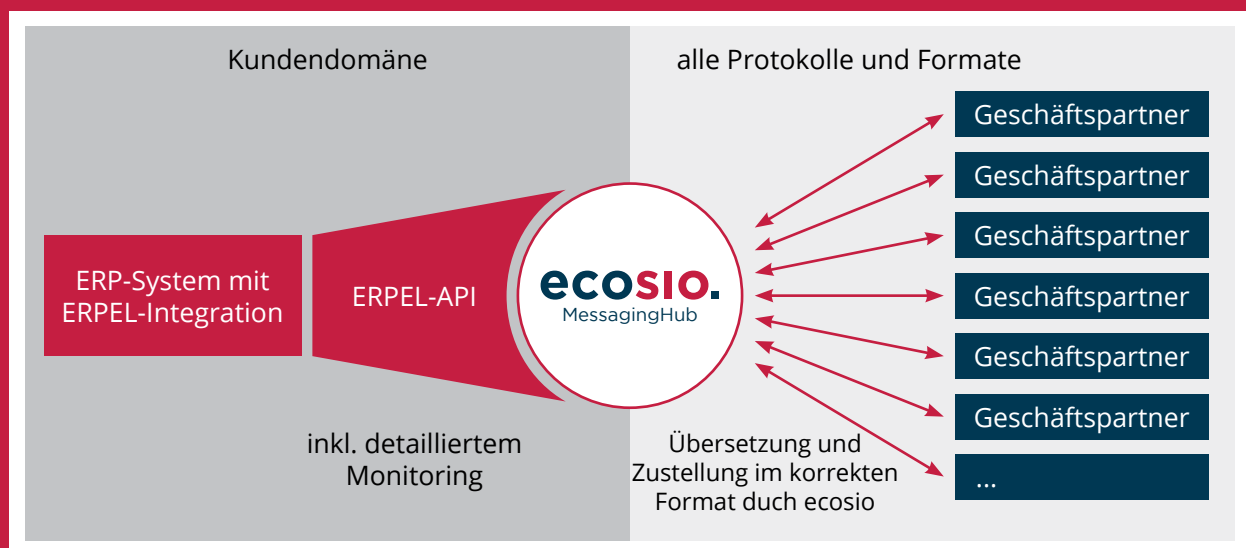 Kundendomäne
alle Protokolle und Formate
ERP-System mit
ERPEL-Integration
ERPEL-API
ecosio.
MessagingHub
inkl. detailliertem
Monitoring
Übersetzung und
Zustellung im korrekten
Format duch ecosio
Geschäftspartner
Geschäftspartner
Geschäftspartner
Geschäftspartner
Geschäftspartner
Geschäftspartner
...